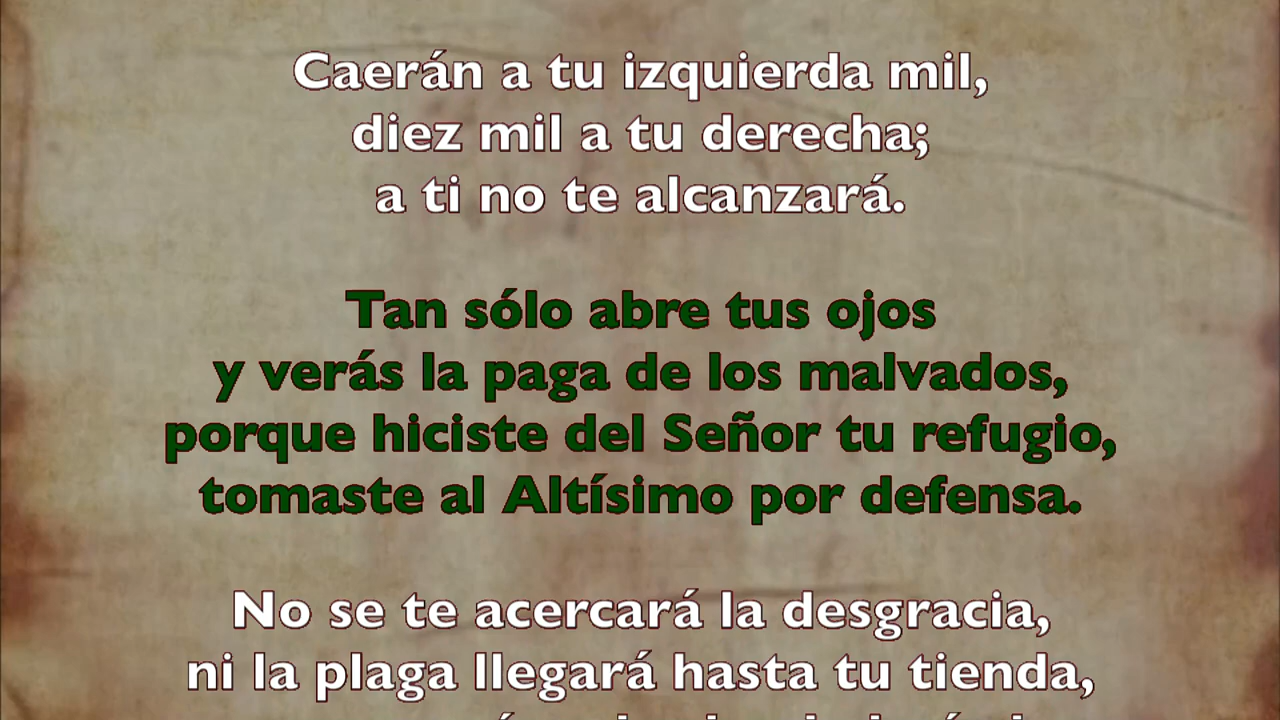 Caerán a tu izquierda mil,
diez mil a tu derecha;
a ti no te alcanzará.
Tan sólo abre tus ojos
y verás la paga de los malvados,
porque hiciste del Señor tu refugio,
tomaste al Altísimo por defensa.
No se te acercará la desgracia,
ni la plaga llegará hasta tu tienda,